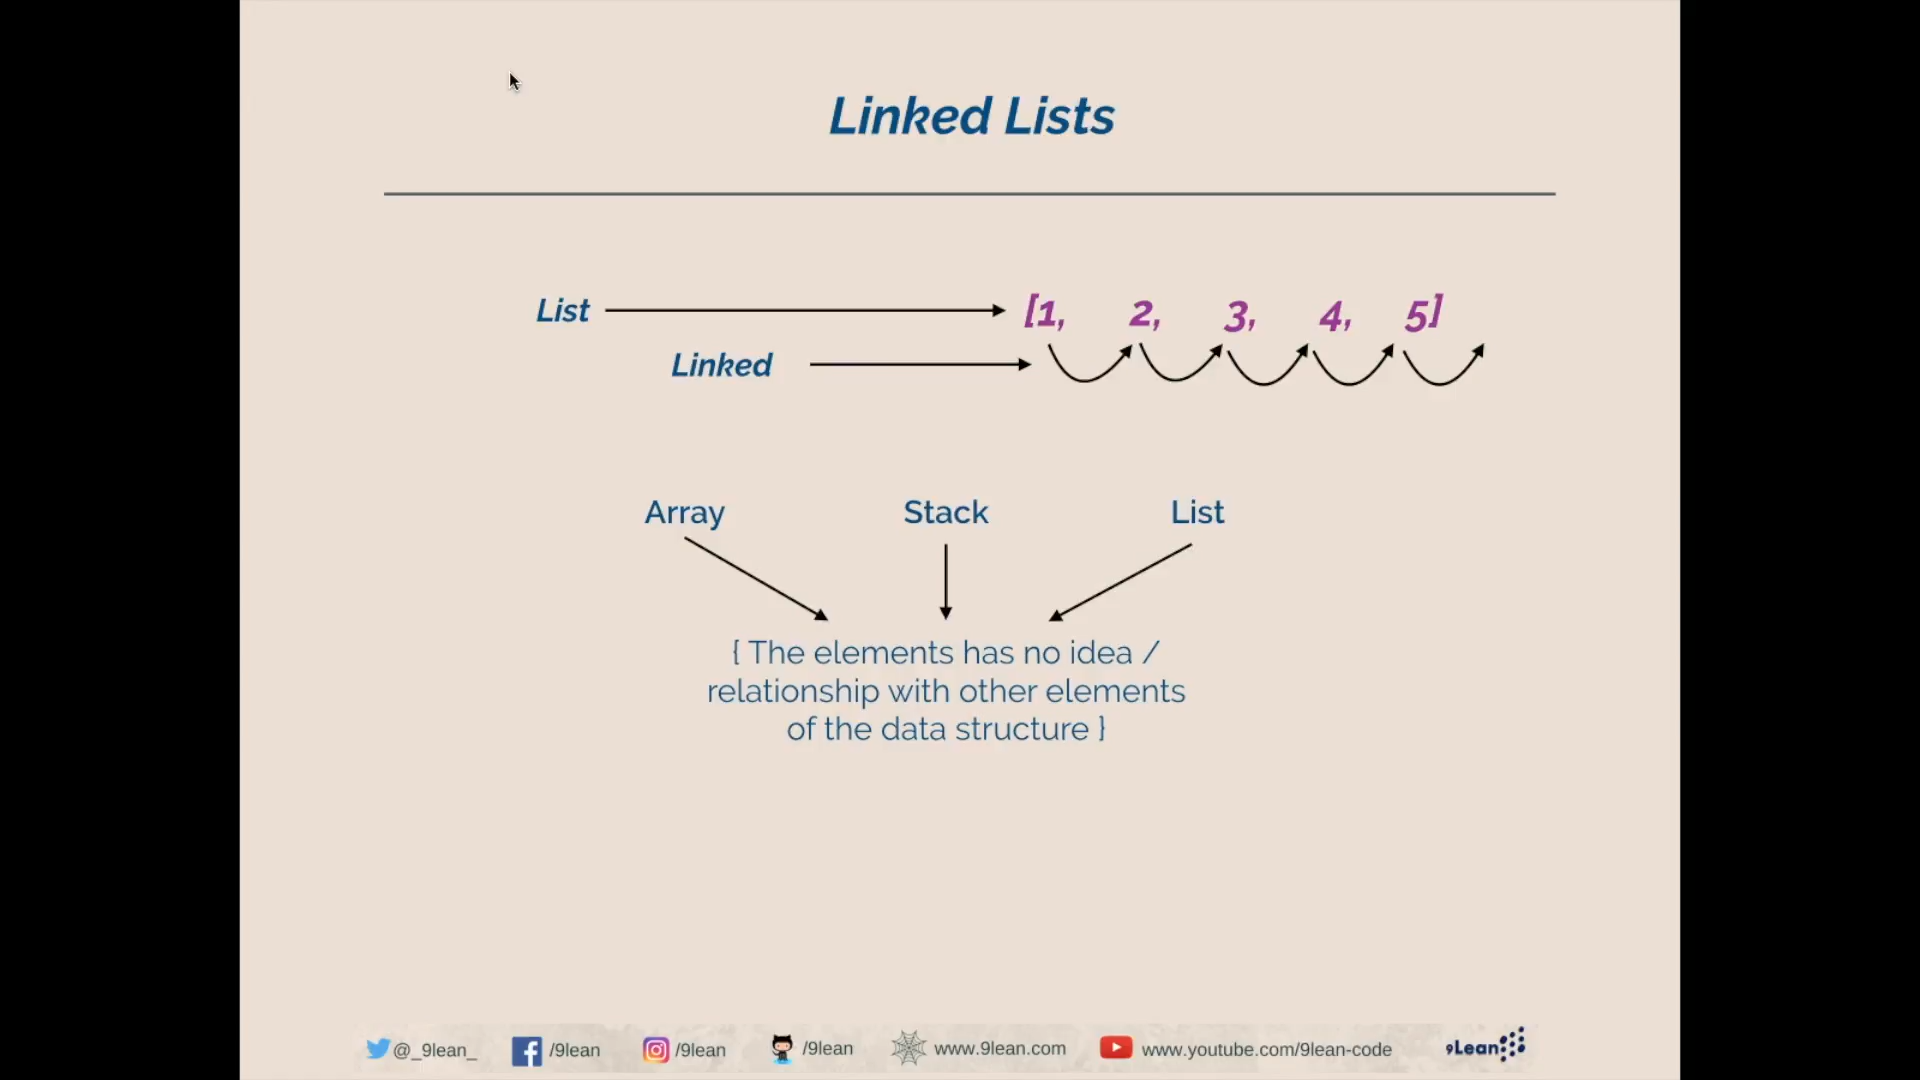 Linked Lists
List [1, 2, 3, 4, 5]
Linked
Array Stack List
{ The elements has no idea /
relationship with other elements
of the data structure }
@_9lean_ /9lean /9lean /9lean www.9lean.com www.youtube.com/9lean-code 9Lean